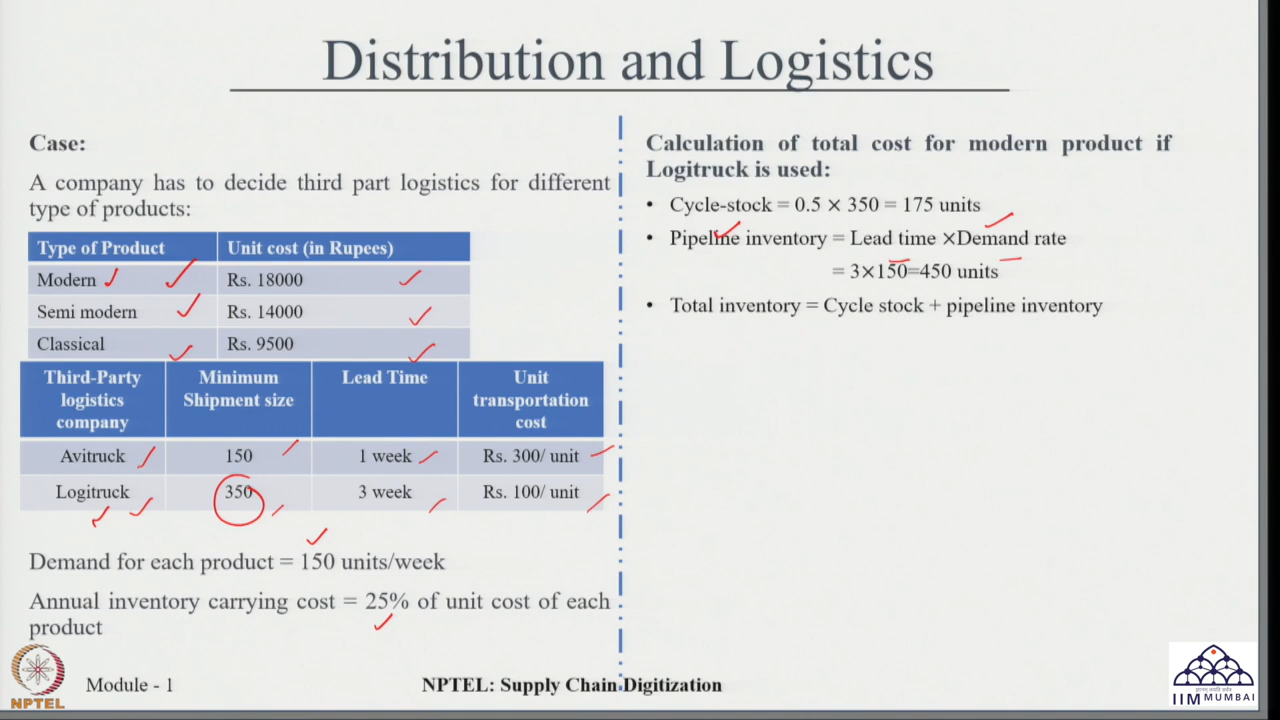 Distribution and Logistics
Case:
A company has to decide third part logistics for different
type of products:
Type of Product Unit cost (in Rupees)
Modern Rs. 18000
Semi modern Rs. 14000
Classical Rs. 9500
Third-Party logistics company Minimum Shipment size Lead Time Unit transportation cost
Avitruck 150 1 week Rs. 300/ unit
Logitruck 350 3 week Rs. 100/ unit
Demand for each product = 150 units/week
Annual inventory carrying cost = 25% of unit cost of each
product
Calculation of total cost for modern product if
Logitruck is used:
• Cycle-stock = 0.5 × 350 = 175 units
• Pipeline inventory = Lead time ×Demand rate
= 3×150=450 units
• Total inventory = Cycle stock + pipeline inventory
NPTEL
Module - 1
NPTEL: Supply Chain Digitization
IIM MUMBAI